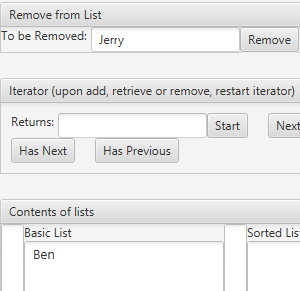 Remove from List
To be Removed: Jerry Remove
Iterator (upon add, retrieve or remove, restart iterator)
Returns: Start Next
Has Next Has Previous
Contents of lists
Basic List Sorted List
Ben